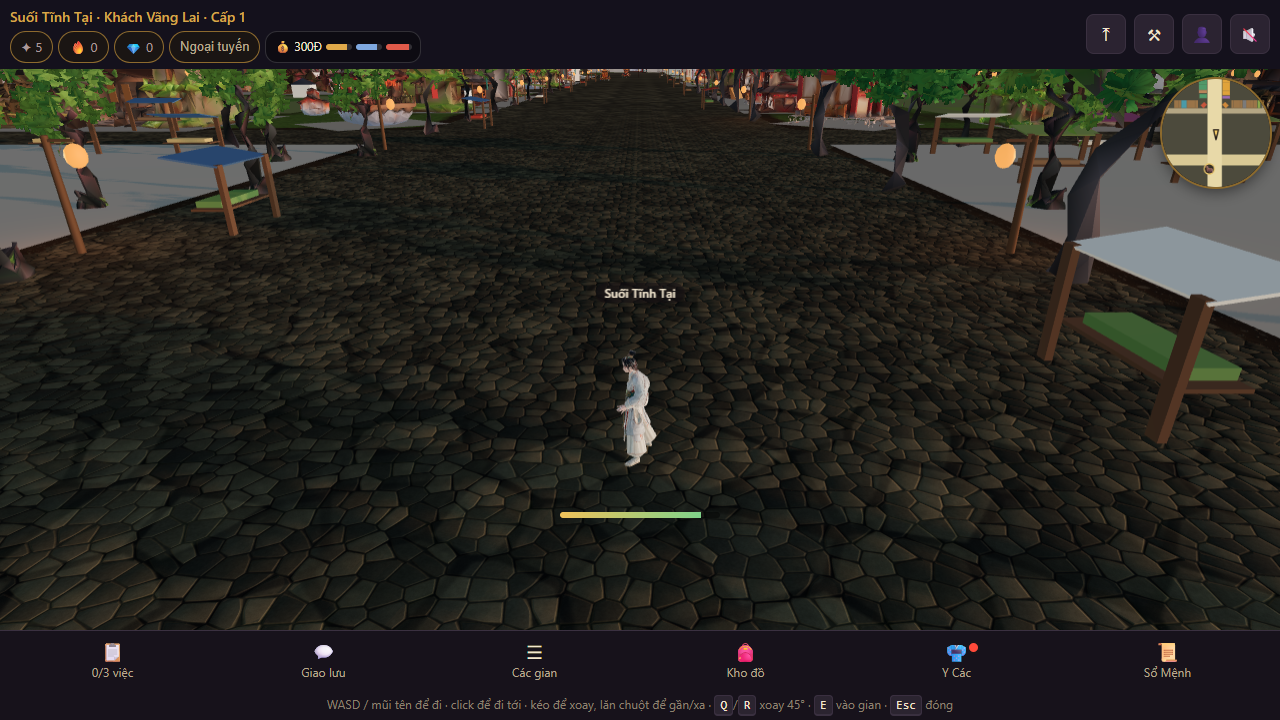 Suối Tĩnh Tại · Khách Vãng Lai · Cấp 1
5
0
0
Ngoại tuyến
300Đ
Suối Tĩnh Tại
0/3 việc
Giao lưu
Các gian
Kho đồ
Y Các
Sổ Mệnh
WASD / mũi tên để đi · click để đi tới · kéo để xoay, lăn chuột để gần/xa · Q / R xoay 45° · E vào gian · Esc đóng